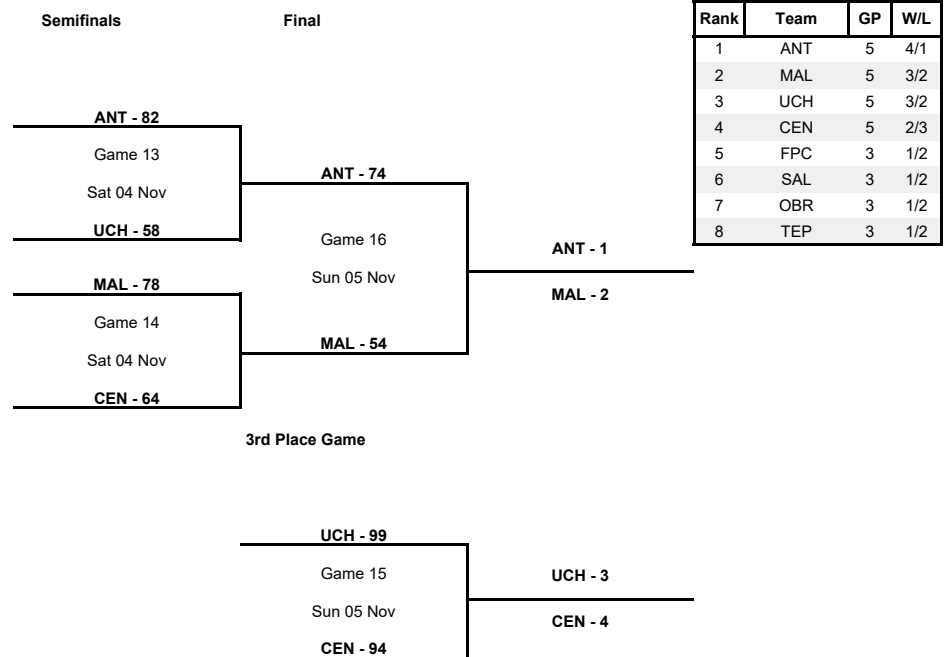 Semifinals Final
Rank Team GP W/L
1 ANT 5 4/1
2 MAL 5 3/2
3 UCH 5 3/2
4 CEN 5 2/3
5 FPC 3 1/2
6 SAL 3 1/2
7 OBR 3 1/2
8 TEP 3 1/2
ANT - 82
Game 13
Sat 04 Nov
UCH - 58
MAL - 78
Game 14
Sat 04 Nov
CEN - 64
ANT - 74
Game 16
Sun 05 Nov
MAL - 54
ANT - 1
MAL - 2
3rd Place Game
UCH - 99
Game 15
Sun 05 Nov
CEN - 94
UCH - 3
CEN - 4